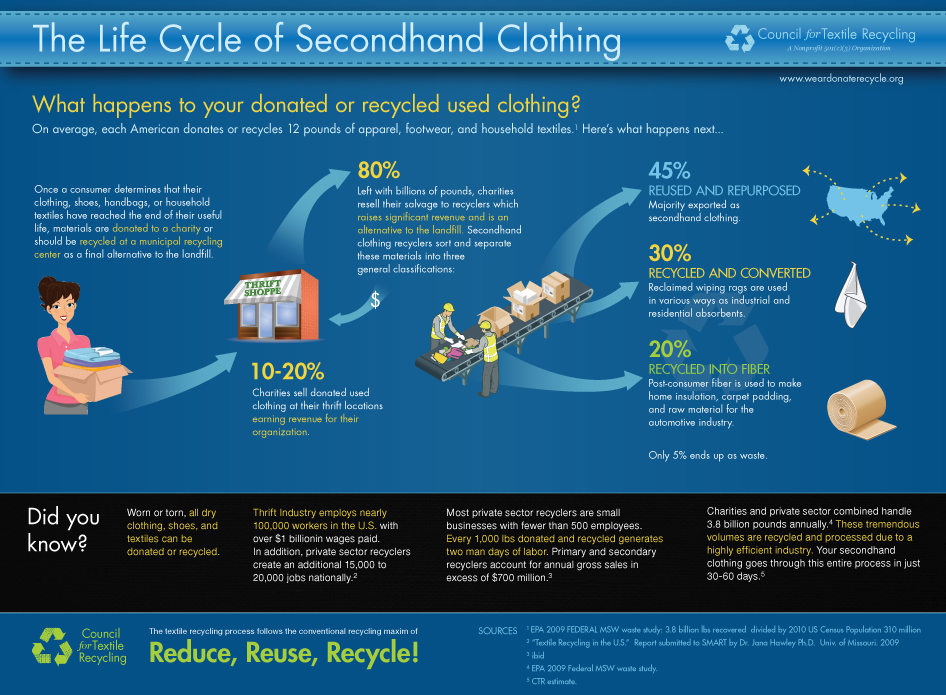 The Life Cycle of Secondhand Clothing
Council for Textile Recycling
A Nonprofit 501(c)(3) Organization
www.weardonaterecycle.org
What happens to your donated or recycled used clothing?
On average, each American donates or recycles 12 pounds of apparel, footwear, and household textiles.1 Here's what happens next...
Once a consumer determines that their
clothing, shoes, handbags, or household
textiles have reached the end of their useful
life, materials are donated to a charity or
should be recycled at a municipal recycling
center as a final alternative to the landfill.
THRIFT
SHOPPE
10-20%
Charities sell donated used
clothing at their thrift locations
earning revenue for their
organization.
80%
Left with billions of pounds, charities
resell their salvage to recyclers which
raises significant revenue and is an
alternative to the landfill. Secondhand
clothing recyclers sort and separate
these materials into three
general classifications:
$
45%
REUSED AND REPURPOSED
Majority exported as
secondhand clothing.
30%
RECYCLED AND CONVERTED
Reclaimed wiping rags are used
in various ways as industrial and
residential absorbents.
20%
RECYCLED INTO FIBER
Post-consumer fiber is used to make
home insulation, carpet padding,
and raw material for the
automotive industry.
Only 5% ends up as waste.
Did you
know?
Worn or torn, all dry
clothing, shoes, and
textiles can be
donated or recycled.
Thrift Industry employs nearly
100,000 workers in the U.S. with
over $1 billionin wages paid.
In addition, private sector recyclers
create an additional 15,000 to
20,000 jobs nationally.2
Most private sector recyclers are small
businesses with fewer than 500 employees.
Every 1,000 lbs donated and recycled generates
two man days of labor. Primary and secondary
recyclers account for annual gross sales in
excess of $700 million.3
Charities and private sector combined handle
3.8 billion pounds annually.4 These tremendous
volumes are recycled and processed due to a
highly efficient industry. Your secondhand
clothing goes through this entire process in just
30-60 days.5
Council
for Textile
Recycling
The textile recycling process follows the conventional recycling maxim of
Reduce, Reuse, Recycle!
SOURCES
1 EPA 2009 FEDERAL MSW waste study: 3.8 billion lbs recovered divided by 2010 US Census Population 310 million
2 "Textile Recycling in the U.S." Report submitted to SMART by Dr. Jana Hawley Ph.D. Univ. of Missouri. 2009
3 ibid
4 EPA 2009 Federal MSW waste study.
5 CTR estimate.